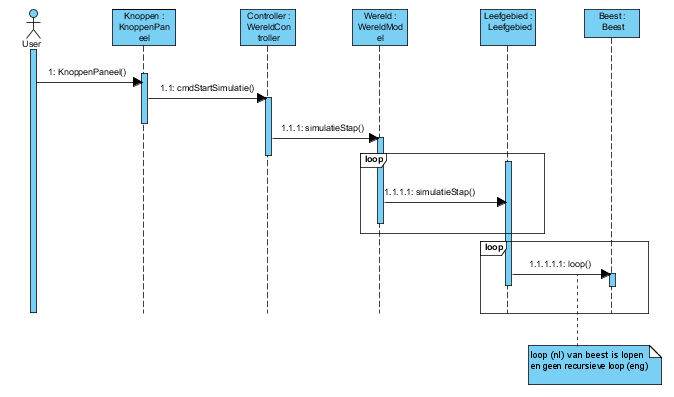 User
Knoppen :
KnoppenPan
eel
Controller :
WereldCon
troller
Wereld :
WereldMod
el
Leefgebied :
Leefgebied
Beest :
Beest
1: KnoppenPaneel()
1.1: cmdStartSimulatie()
1.1.1: simulatieStap()
loop
1.1.1.1: simulatieStap()
loop
1.1.1.1.1: loop()
loop (nl) van beest is lopen
en geen recursieve loop (eng)